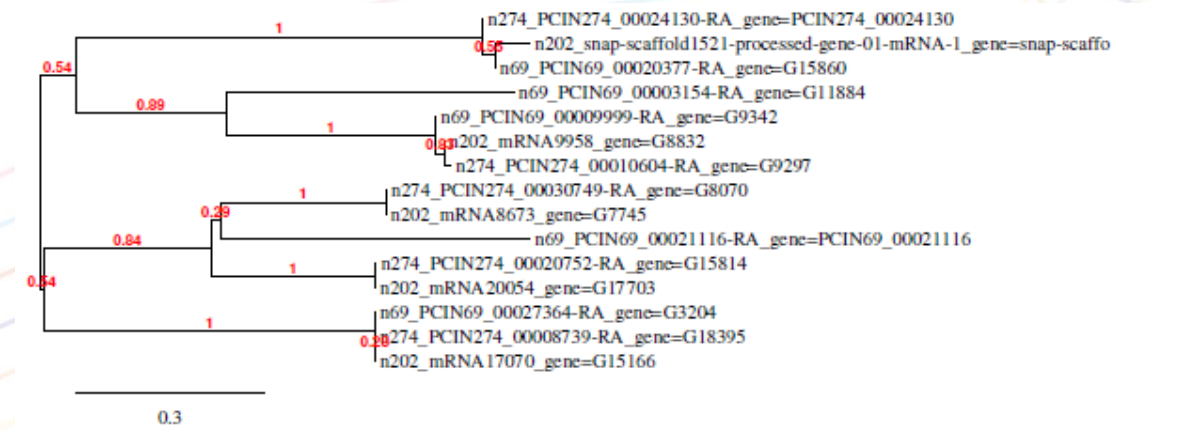 1
n274_PCIN274_00024130-RA_gene=PCIN274_00024130
n202_snap-scaffold1521-processed-gene-01-mRNA-1_gene=snap-scaffo
0.54
n69_PCIN69_00020377-RA_gene=G15860
n69_PCIN69_00003154-RA_gene=G11884
0.89
n69_PCIN69_00009999-RA_gene=G9342
1
n202_mRNA9958_gene=G8832
n274_PCIN274_00010604-RA_gene=G9297
n274_PCIN274_00030749-RA_gene=G8070
1
0.29
n202_mRNA8673_gene=G7745
0.84
n69_PCIN69_00021116-RA_gene=PCIN69_00021116
n274_PCIN274_00020752-RA_gene=G15814
1
0.54
n202_mRNA20054_gene=G17703
n69_PCIN69_00027364-RA_gene=G3204
1
n274_PCIN274_00008739-RA_gene=G18395
n202_mRNA17070_gene=G15166
0.3